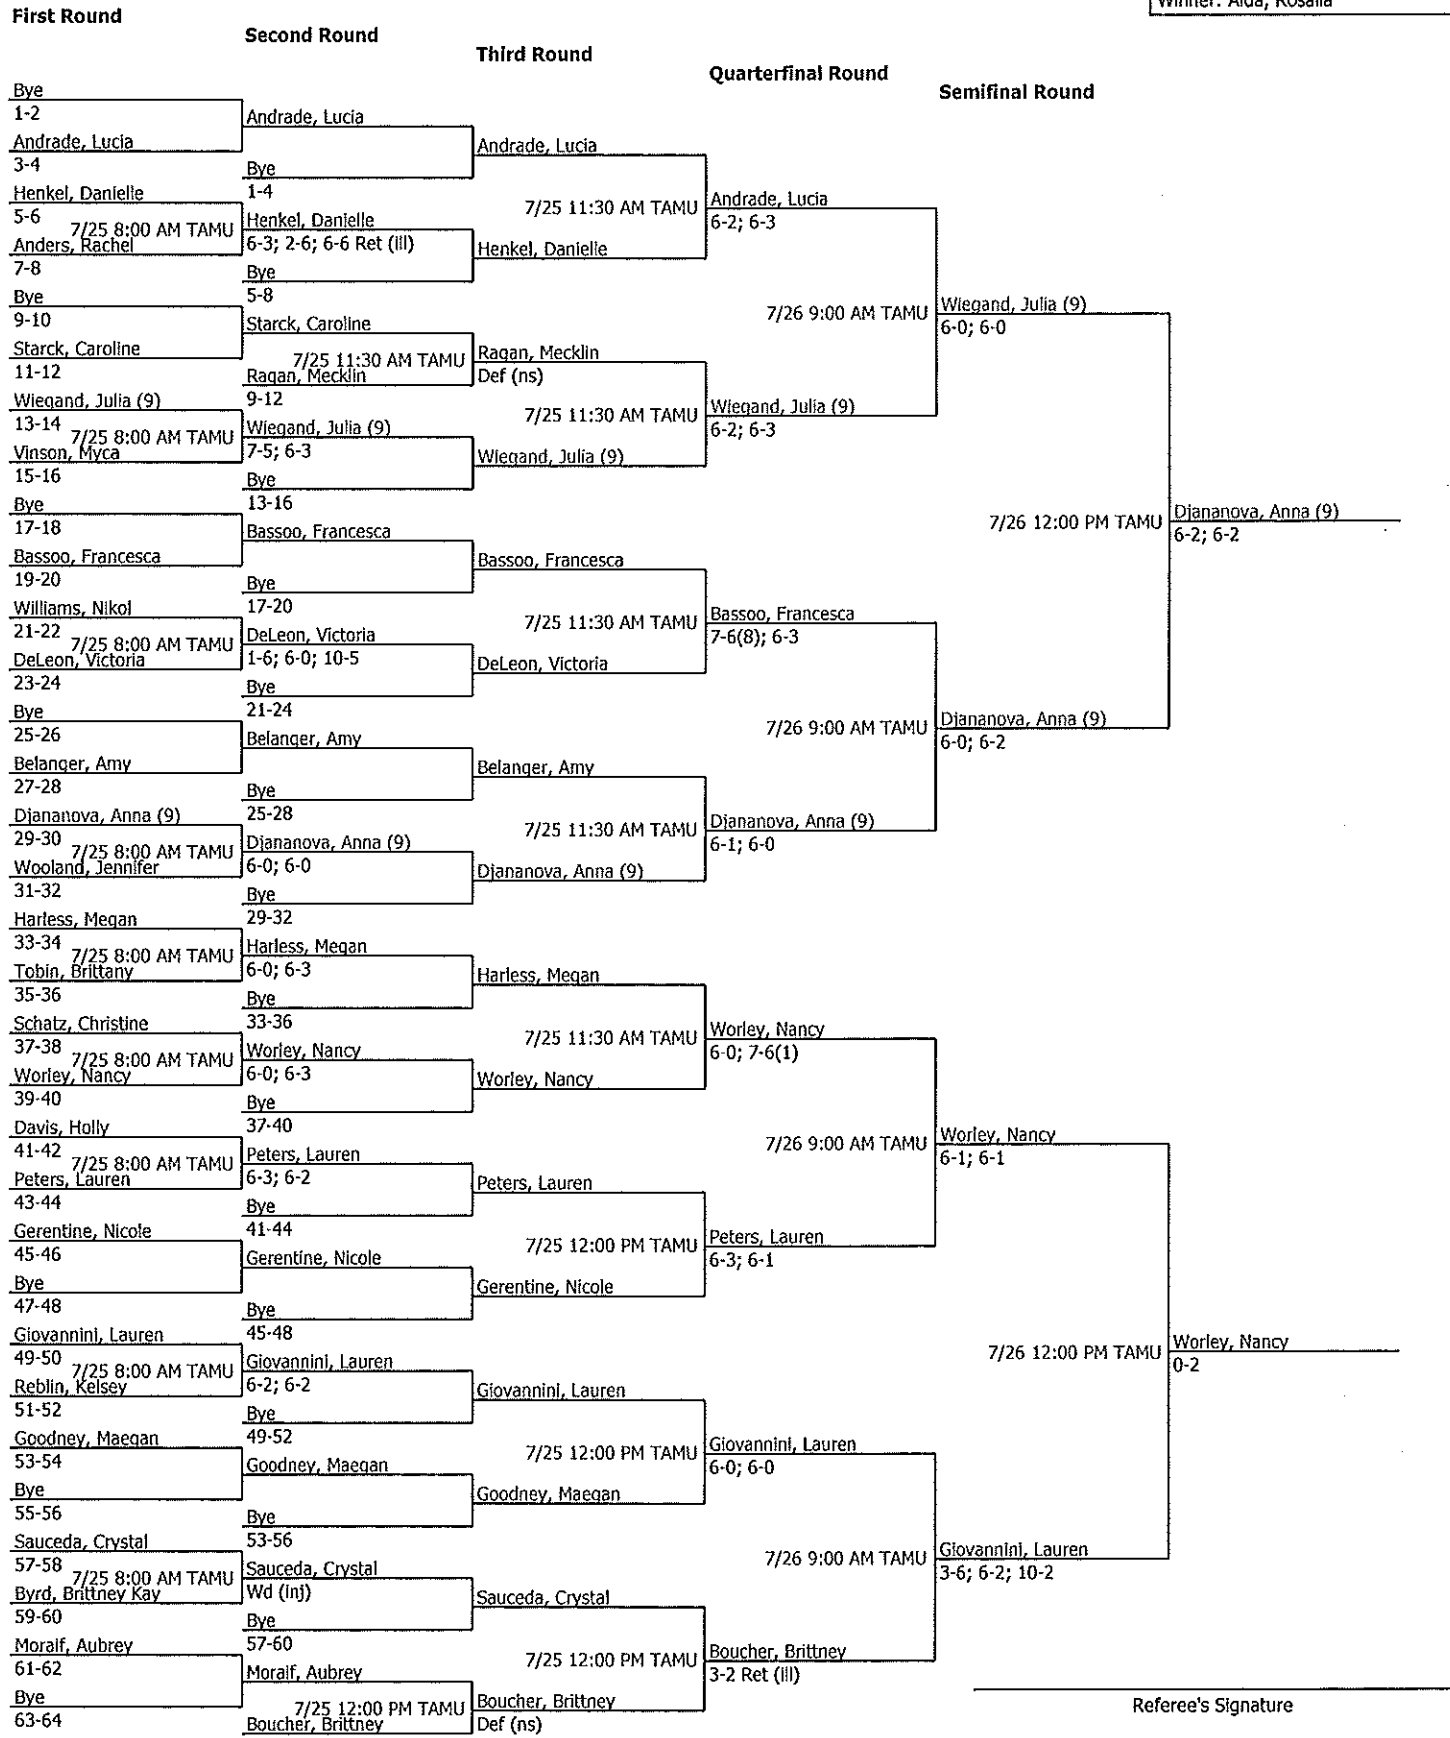 Winner: Alda, Rosalia
First Round
Second Round
Third Round
Quarterfinal Round
Semifinal Round
Bye
1-2
Andrade, Lucia
3-4
Henkel, Danielle
5-6
7/25 8:00 AM TAMU
Anders, Rachel
7-8
Bye
9-10
Starck, Caroline
11-12
Wiegand, Julia (9)
13-14
7/25 8:00 AM TAMU
Vinson, Myca
15-16
Bye
17-18
Bassoo, Francesca
19-20
Williams, Nikol
21-22
7/25 8:00 AM TAMU
DeLeon, Victoria
23-24
Bye
25-26
Belanger, Amy
27-28
Djananova, Anna (9)
29-30
7/25 8:00 AM TAMU
Wooland, Jennifer
31-32
Harless, Megan
33-34
7/25 8:00 AM TAMU
Tobin, Brittany
35-36
Schatz, Christine
37-38
7/25 8:00 AM TAMU
Worley, Nancy
39-40
Davis, Holly
41-42
7/25 8:00 AM TAMU
Peters, Lauren
43-44
Gerentine, Nicole
45-46
Bye
47-48
Giovannini, Lauren
49-50
7/25 8:00 AM TAMU
Reblin, Kelsey
51-52
Goodney, Maegan
53-54
Bye
55-56
Sauceda, Crystal
57-58
7/25 8:00 AM TAMU
Byrd, Brittney Kay
59-60
Moraif, Aubrey
61-62
Bye
63-64
Andrade, Lucia
Bye
1-4
Henkel, Danielle
6-3; 2-6; 6-6 Ret (ill)
Bye
5-8
Starck, Caroline
7/25 11:30 AM TAMU
Ragan, Mecklin
9-12
Wiegand, Julia (9)
7-5; 6-3
Bye
13-16
Bassoo, Francesca
Bye
17-20
DeLeon, Victoria
1-6; 6-0; 10-5
Bye
21-24
Belanger, Amy
Bye
25-28
Djananova, Anna (9)
6-0; 6-0
Bye
29-32
Harless, Megan
6-0; 6-3
Bye
33-36
Worley, Nancy
6-0; 6-3
Bye
37-40
Peters, Lauren
6-3; 6-2
Bye
41-44
Gerentine, Nicole
Bye
45-48
Giovannini, Lauren
6-2; 6-2
Bye
49-52
Goodney, Maegan
Bye
53-56
Sauceda, Crystal
Wd (inj)
Bye
57-60
Moraif, Aubrey
7/25 12:00 PM TAMU
Boucher, Brittney
Andrade, Lucia
7/25 11:30 AM TAMU
Henkel, Danielle
Ragan, Mecklin
Def (ns)
7/25 11:30 AM TAMU
Wiegand, Julia (9)
Bassoo, Francesca
7/25 11:30 AM TAMU
DeLeon, Victoria
Belanger, Amy
7/25 11:30 AM TAMU
Djananova, Anna (9)
Harless, Megan
7/25 11:30 AM TAMU
Worley, Nancy
Peters, Lauren
7/25 12:00 PM TAMU
Gerentine, Nicole
Giovannini, Lauren
7/25 12:00 PM TAMU
Goodney, Maegan
Sauceda, Crystal
7/25 12:00 PM TAMU
Boucher, Brittney
Def (ns)
Andrade, Lucia
6-2; 6-3
7/26 9:00 AM TAMU
Wiegand, Julia (9)
6-2; 6-3
Bassoo, Francesca
7-6(8); 6-3
7/26 9:00 AM TAMU
Djananova, Anna (9)
6-1; 6-0
Worley, Nancy
6-0; 7-6(1)
7/26 9:00 AM TAMU
Peters, Lauren
6-3; 6-1
Giovannini, Lauren
6-0; 6-0
7/26 9:00 AM TAMU
Boucher, Brittney
3-2 Ret (ill)
Wiegand, Julia (9)
6-0; 6-0
7/26 12:00 PM TAMU
Djananova, Anna (9)
6-0; 6-2
Worley, Nancy
6-1; 6-1
7/26 12:00 PM TAMU
Giovannini, Lauren
3-6; 6-2; 10-2
Djananova, Anna (9)
6-2; 6-2
Worley, Nancy
0-2
Referee's Signature